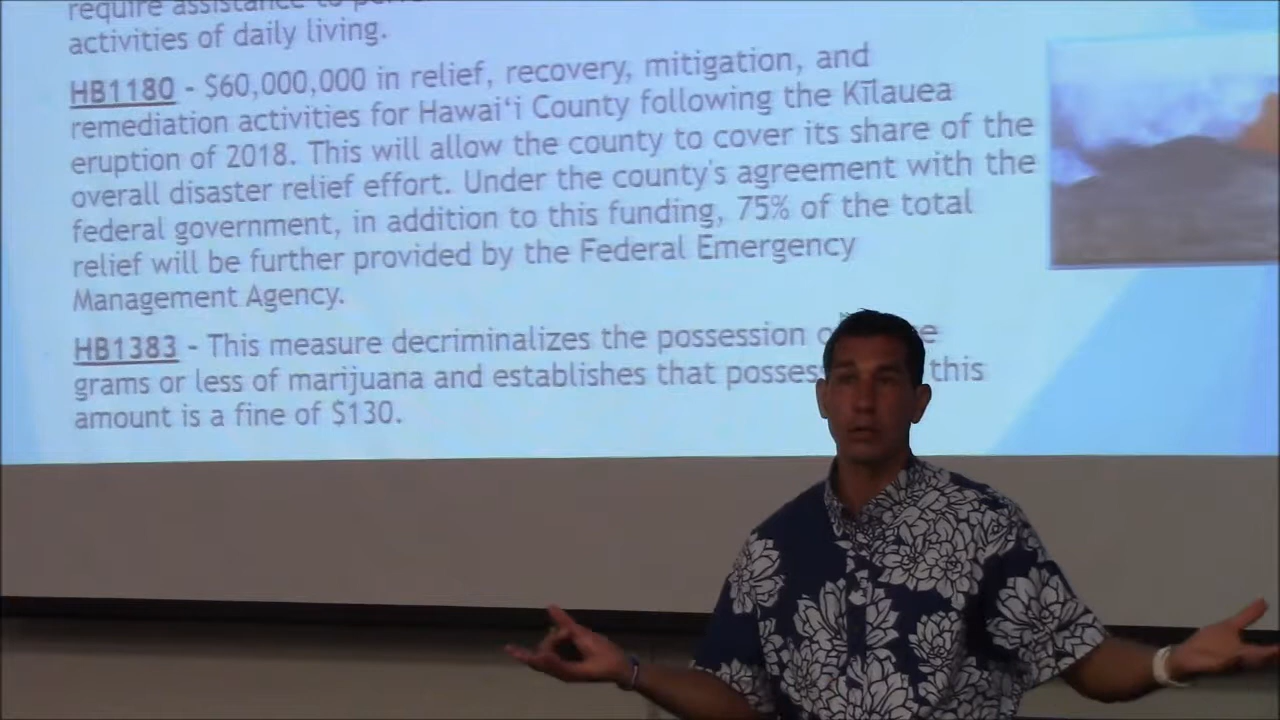 require assistance to
activities of daily living.
HB1180 - $60,000,000 in relief, recovery, mitigation, and
remediation activities for Hawaiʻi County following the Kīlauea
eruption of 2018. This will allow the county to cover its share of the
overall disaster relief effort. Under the county's agreement with the
federal government, in addition to this funding, 75% of the total
relief will be further provided by the Federal Emergency
Management Agency.
HB1383 - This measure decriminalizes the possession
grams or less of marijuana and establishes that this
amount is a fine of $130.